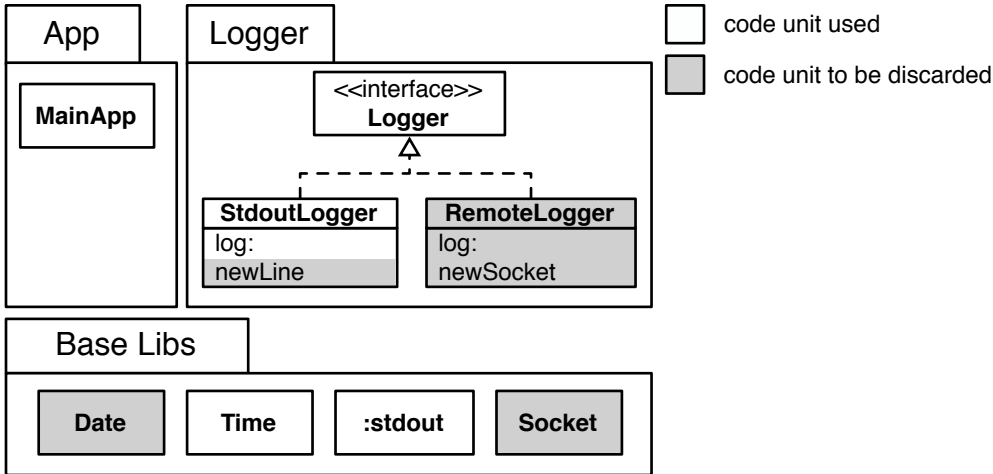 App
MainApp
Logger
<<interface>>
Logger
StdoutLogger
log:
newLine
RemoteLogger
log:
newSocket
code unit used
code unit to be discarded
Base Libs
Date
Time
:stdout
Socket